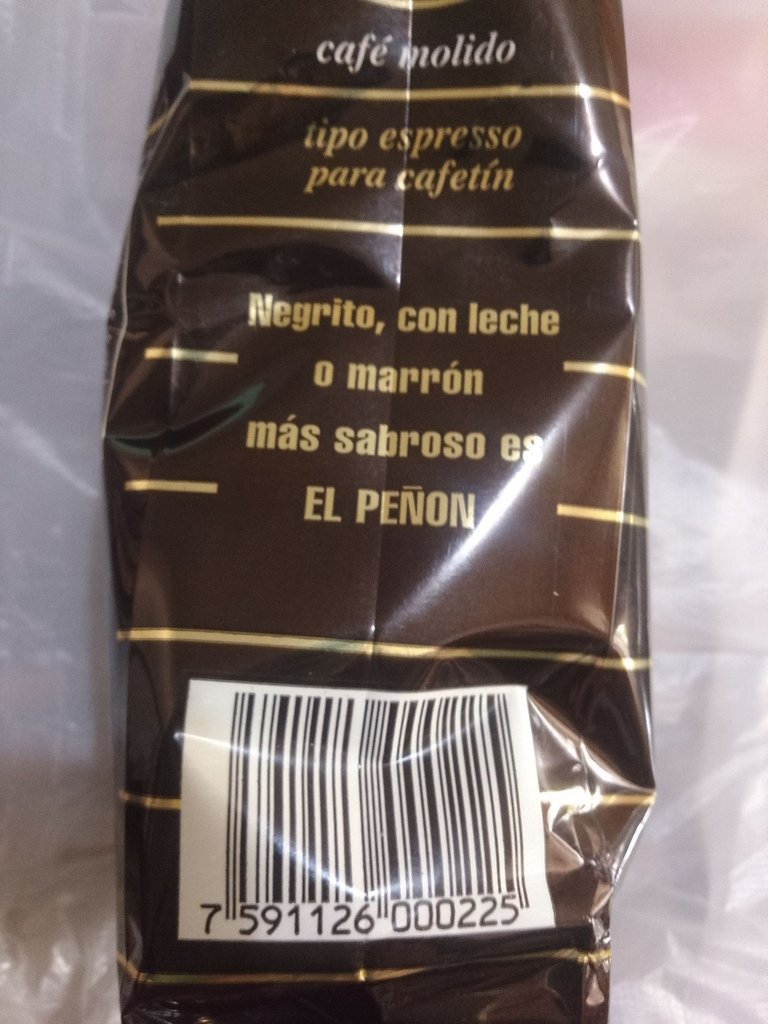 café molido
tipo espresso
para cafetín
Negrito, con leche
o marrón
más sabroso es
EL PEÑON
7 591126 000225